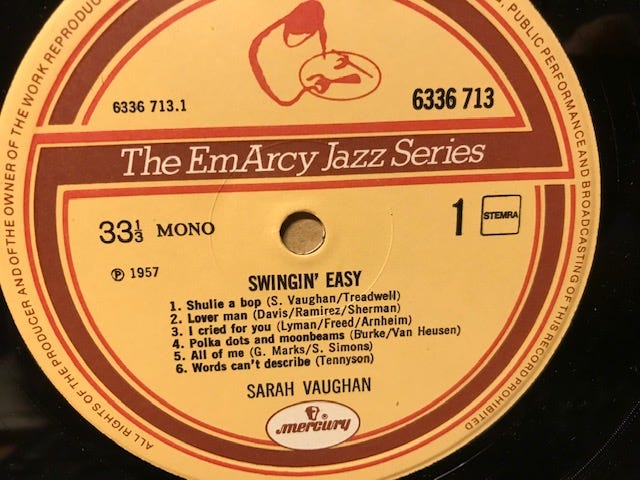 6336 713.1
6336 713
The EmArcy Jazz Series
33⅓ MONO
1
STEMRA
℗ 1957
SWINGIN' EASY
1. Shulie a bop (S. Vaughan/Treadwell)
2. Lover man (Davis/Ramirez/Sherman)
3. I cried for you (Lyman/Freed/Arnheim)
4. Polka dots and moonbeams (Burke/Van Heusen)
5. All of me (G. Marks/S. Simons)
6. Words can't describe (Tennyson)
SARAH VAUGHAN
mercury
ALL RIGHTS OF THE PRODUCER AND OF THE OWNER OF THE WORK REPRODUC
PUBLIC PERFORMANCE AND BROADCASTING OF THIS RECORD PROHIBITED